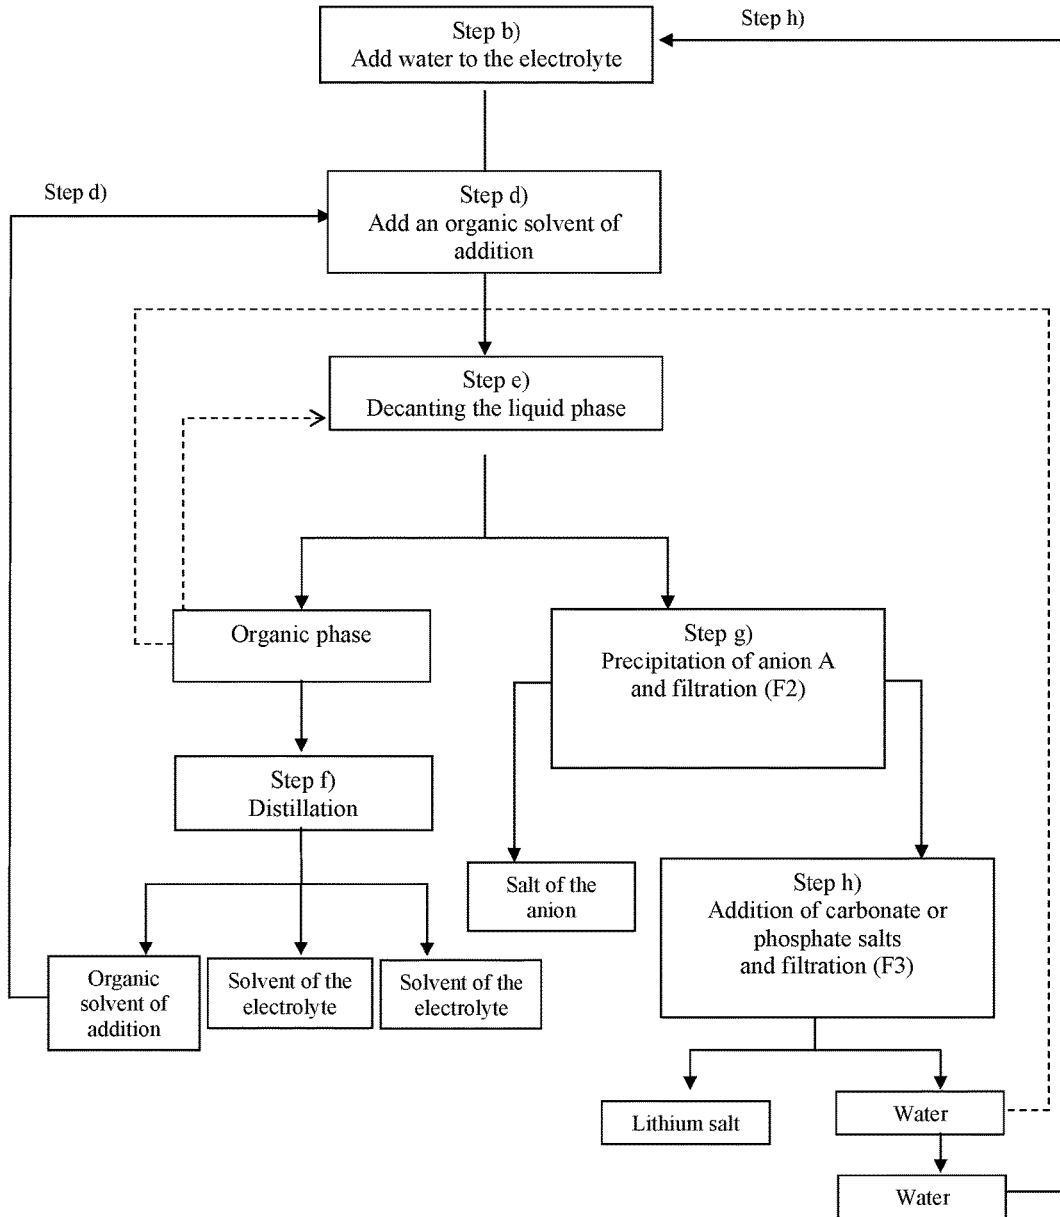 Step h)
Step b)
Add water to the electrolyte
Step d)
Step d)
Add an organic solvent of
addition
Step e)
Decanting the liquid phase
Organic phase
Step g)
Precipitation of anion A
and filtration (F2)
Step f)
Distillation
Salt of the
anion
Step h)
Addition of carbonate or
phosphate salts
and filtration (F3)
Organic
solvent of
addition
Solvent of the
electrolyte
Solvent of the
electrolyte
Lithium salt
Water
Water